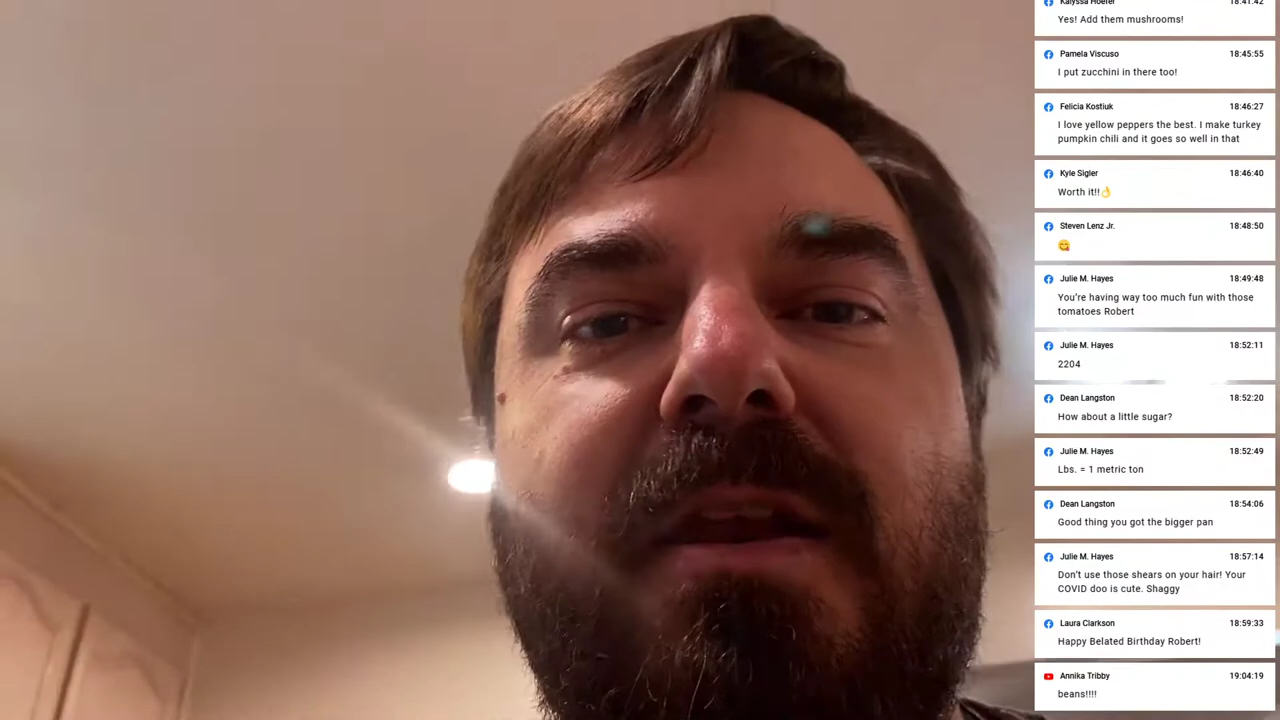 Kalyssa Hoefer 18:41:42
Yes! Add them mushrooms!
Pamela Viscuso 18:45:55
I put zucchini in there too!
Felicia Kostiuk 18:46:27
I love yellow peppers the best. I make turkey
pumpkin chili and it goes so well in that
Kyle Sigler 18:46:40
Worth it!!👌
Steven Lenz Jr. 18:48:50
😋
Julie M. Hayes 18:49:48
You're having way too much fun with those
tomatoes Robert
Julie M. Hayes 18:52:11
2204
Dean Langston 18:52:20
How about a little sugar?
Julie M. Hayes 18:52:49
Lbs. = 1 metric ton
Dean Langston 18:54:06
Good thing you got the bigger pan
Julie M. Hayes 18:57:14
Don't use those shears on your hair! Your
COVID doo is cute. Shaggy
Laura Clarkson 18:59:33
Happy Belated Birthday Robert!
Annika Tribby 19:04:19
beans!!!!